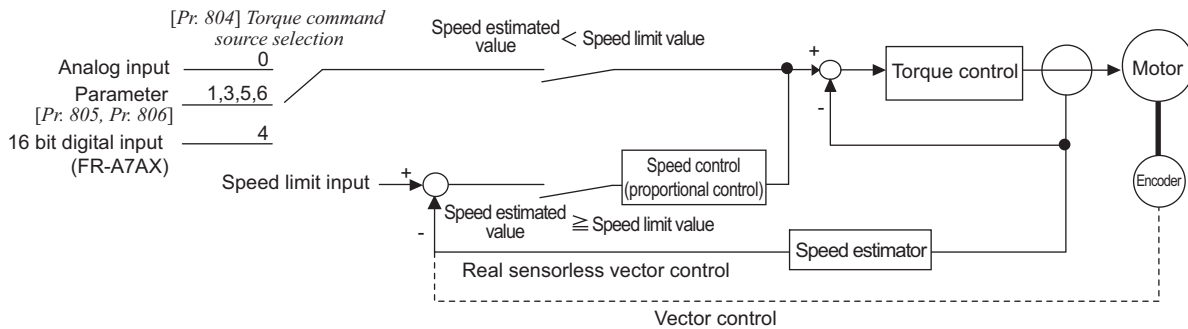 [Pr. 804] Torque command
source selection
Analog input
0
Parameter
1,3,5,6
[Pr. 805, Pr. 806]
16 bit digital input
4
(FR-A7AX)
Speed estimated
value
< Speed limit value
+
-
Torque control
Motor
Encoder
Speed limit input
+
-
Speed control
(proportional control)
Speed estimated
value
≧ Speed limit value
Speed estimator
Real sensorless vector control
Vector control